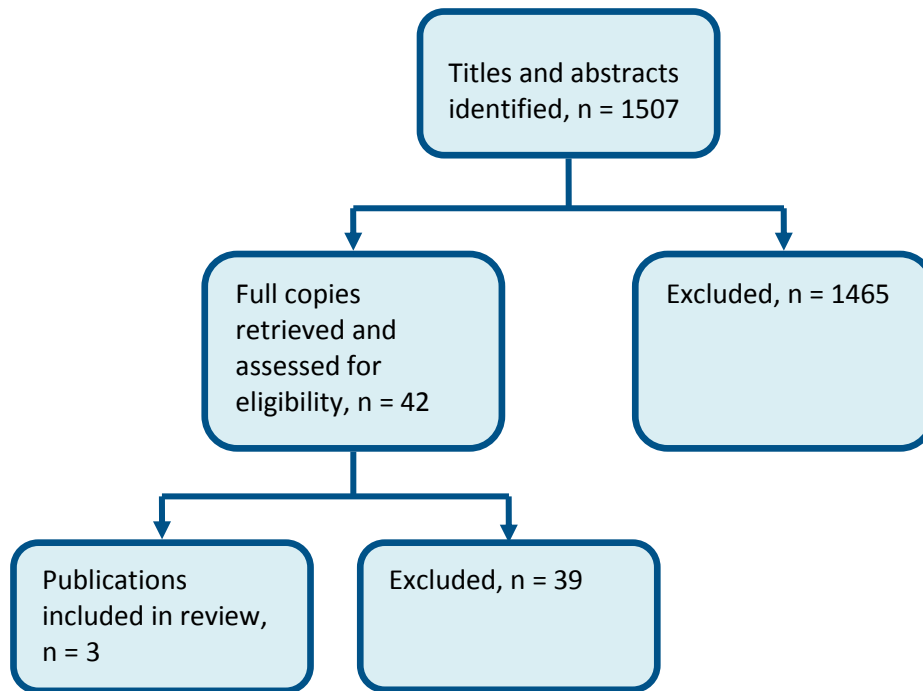 Titles and abstracts
identified, n = 1507
Full copies
retrieved and
assessed for
eligibility, n = 42
Excluded, n = 1465
Publications
included in review,
n = 3
Excluded, n = 39